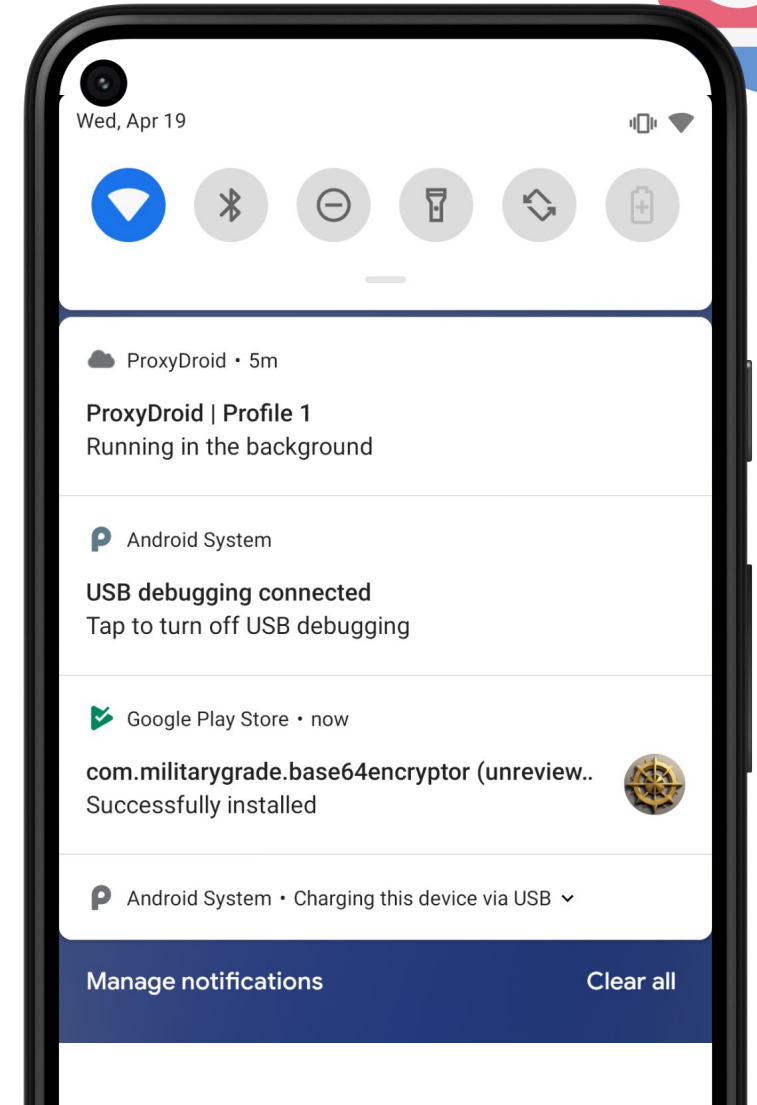 Wed, Apr 19
ProxyDroid • 5m
ProxyDroid | Profile 1
Running in the background
Android System
USB debugging connected
Tap to turn off USB debugging
Google Play Store • now
com.militarygrade.base64encryptor (unreview..
Successfully installed
Android System • Charging this device via USB
Manage notifications
Clear all